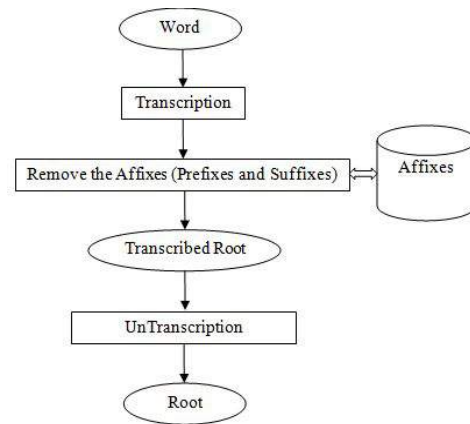 Word
Transcription
Remove the Affixes (Prefixes and Suffixes)
Affixes
Transcribed Root
UnTranscription
Root